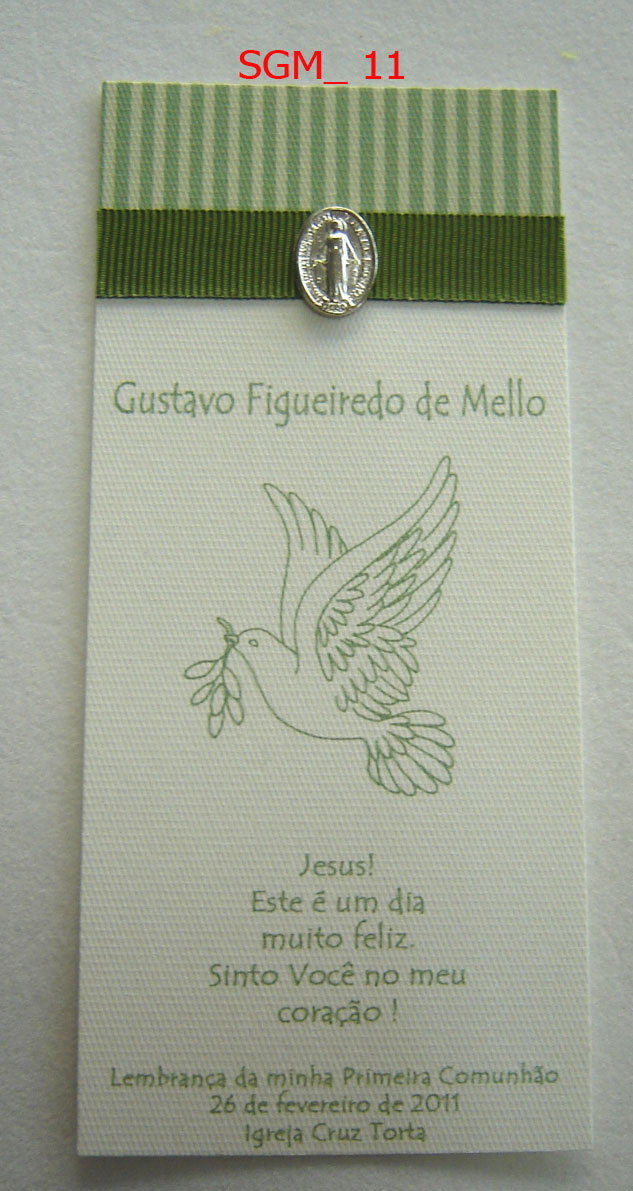 SGM_ 11
Gustavo Figueiredo de Mello
Jesus!
Este é um dia
muito feliz.
Sinto Você no meu
coração !
Lembrança da minha Primeira Comunhão
26 de fevereiro de 2011
Igreja Cruz Torta